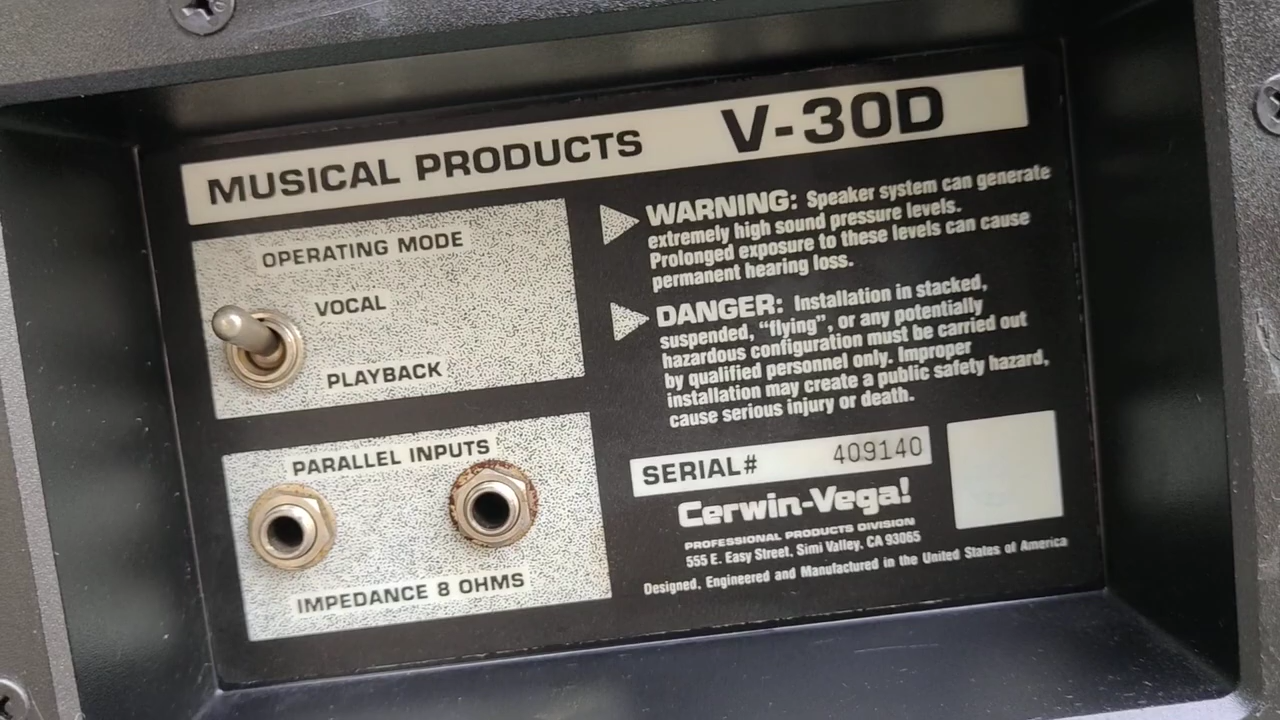 MUSICAL PRODUCTS V-30D
OPERATING MODE
VOCAL
PLAYBACK
PARALLEL INPUTS
IMPEDANCE 8 OHMS
WARNING: Speaker system can generate
extremely high sound pressure levels.
Prolonged exposure to these levels can cause
permanent hearing loss.
DANGER: Installation in stacked,
suspended, “flying”, or any potentially
hazardous configuration must be carried out
by qualified personnel only. Improper
installation may create a public safety hazard,
cause serious injury or death.
SERIAL# 409140
Cerwin-Vega!
PROFESSIONAL PRODUCTS DIVISION
555 E. Easy Street, Simi Valley, CA 93065
Designed, Engineered and Manufactured in the United States of America